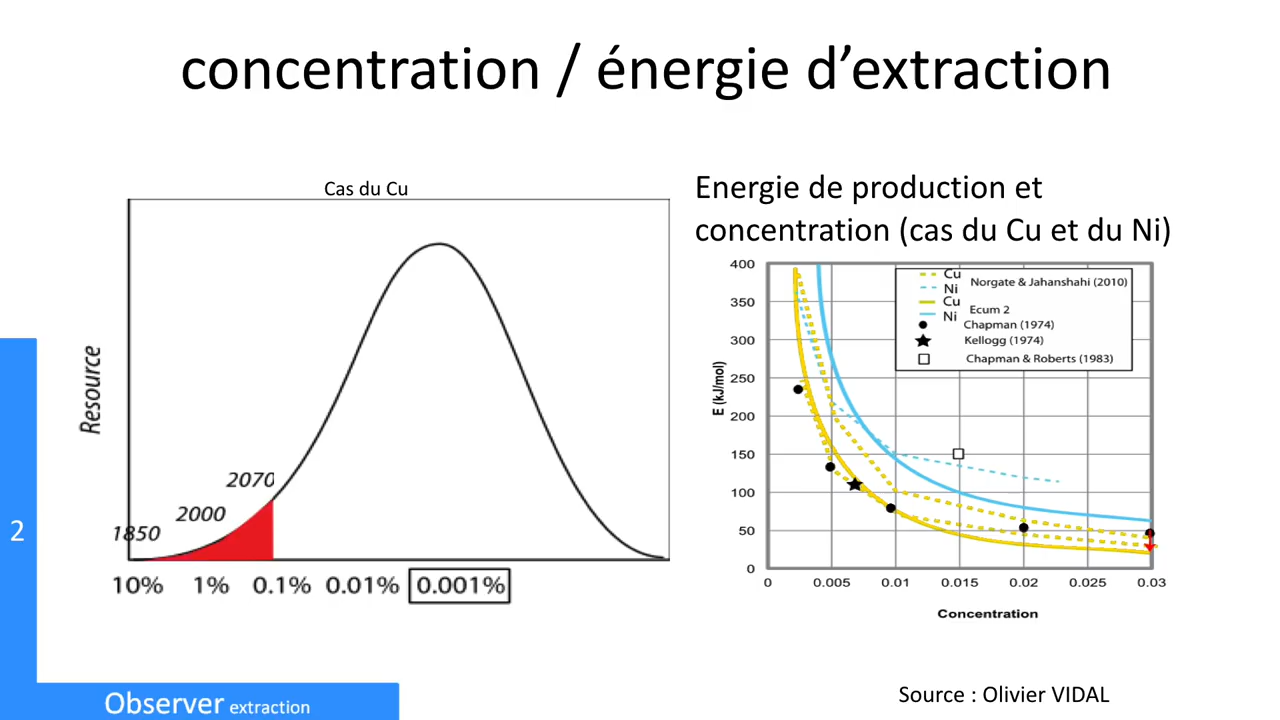 concentration / énergie d’extraction
Cas du Cu
Resource
2070
2000
1850
10% 1% 0.1% 0.01% 0.001%
Energie de production et
concentration (cas du Cu et du Ni)
Cu
Ni
Norgate & Jahanshahi (2010)
Cu
Ni
Ecum 2
Chapman (1974)
Kellogg (1974)
Chapman & Roberts (1983)
E (kJ/mol)
400
350
300
250
200
150
100
50
0
0 0.005 0.01 0.015 0.02 0.025 0.03
Concentration
2
Observer extraction
Source : Olivier VIDAL